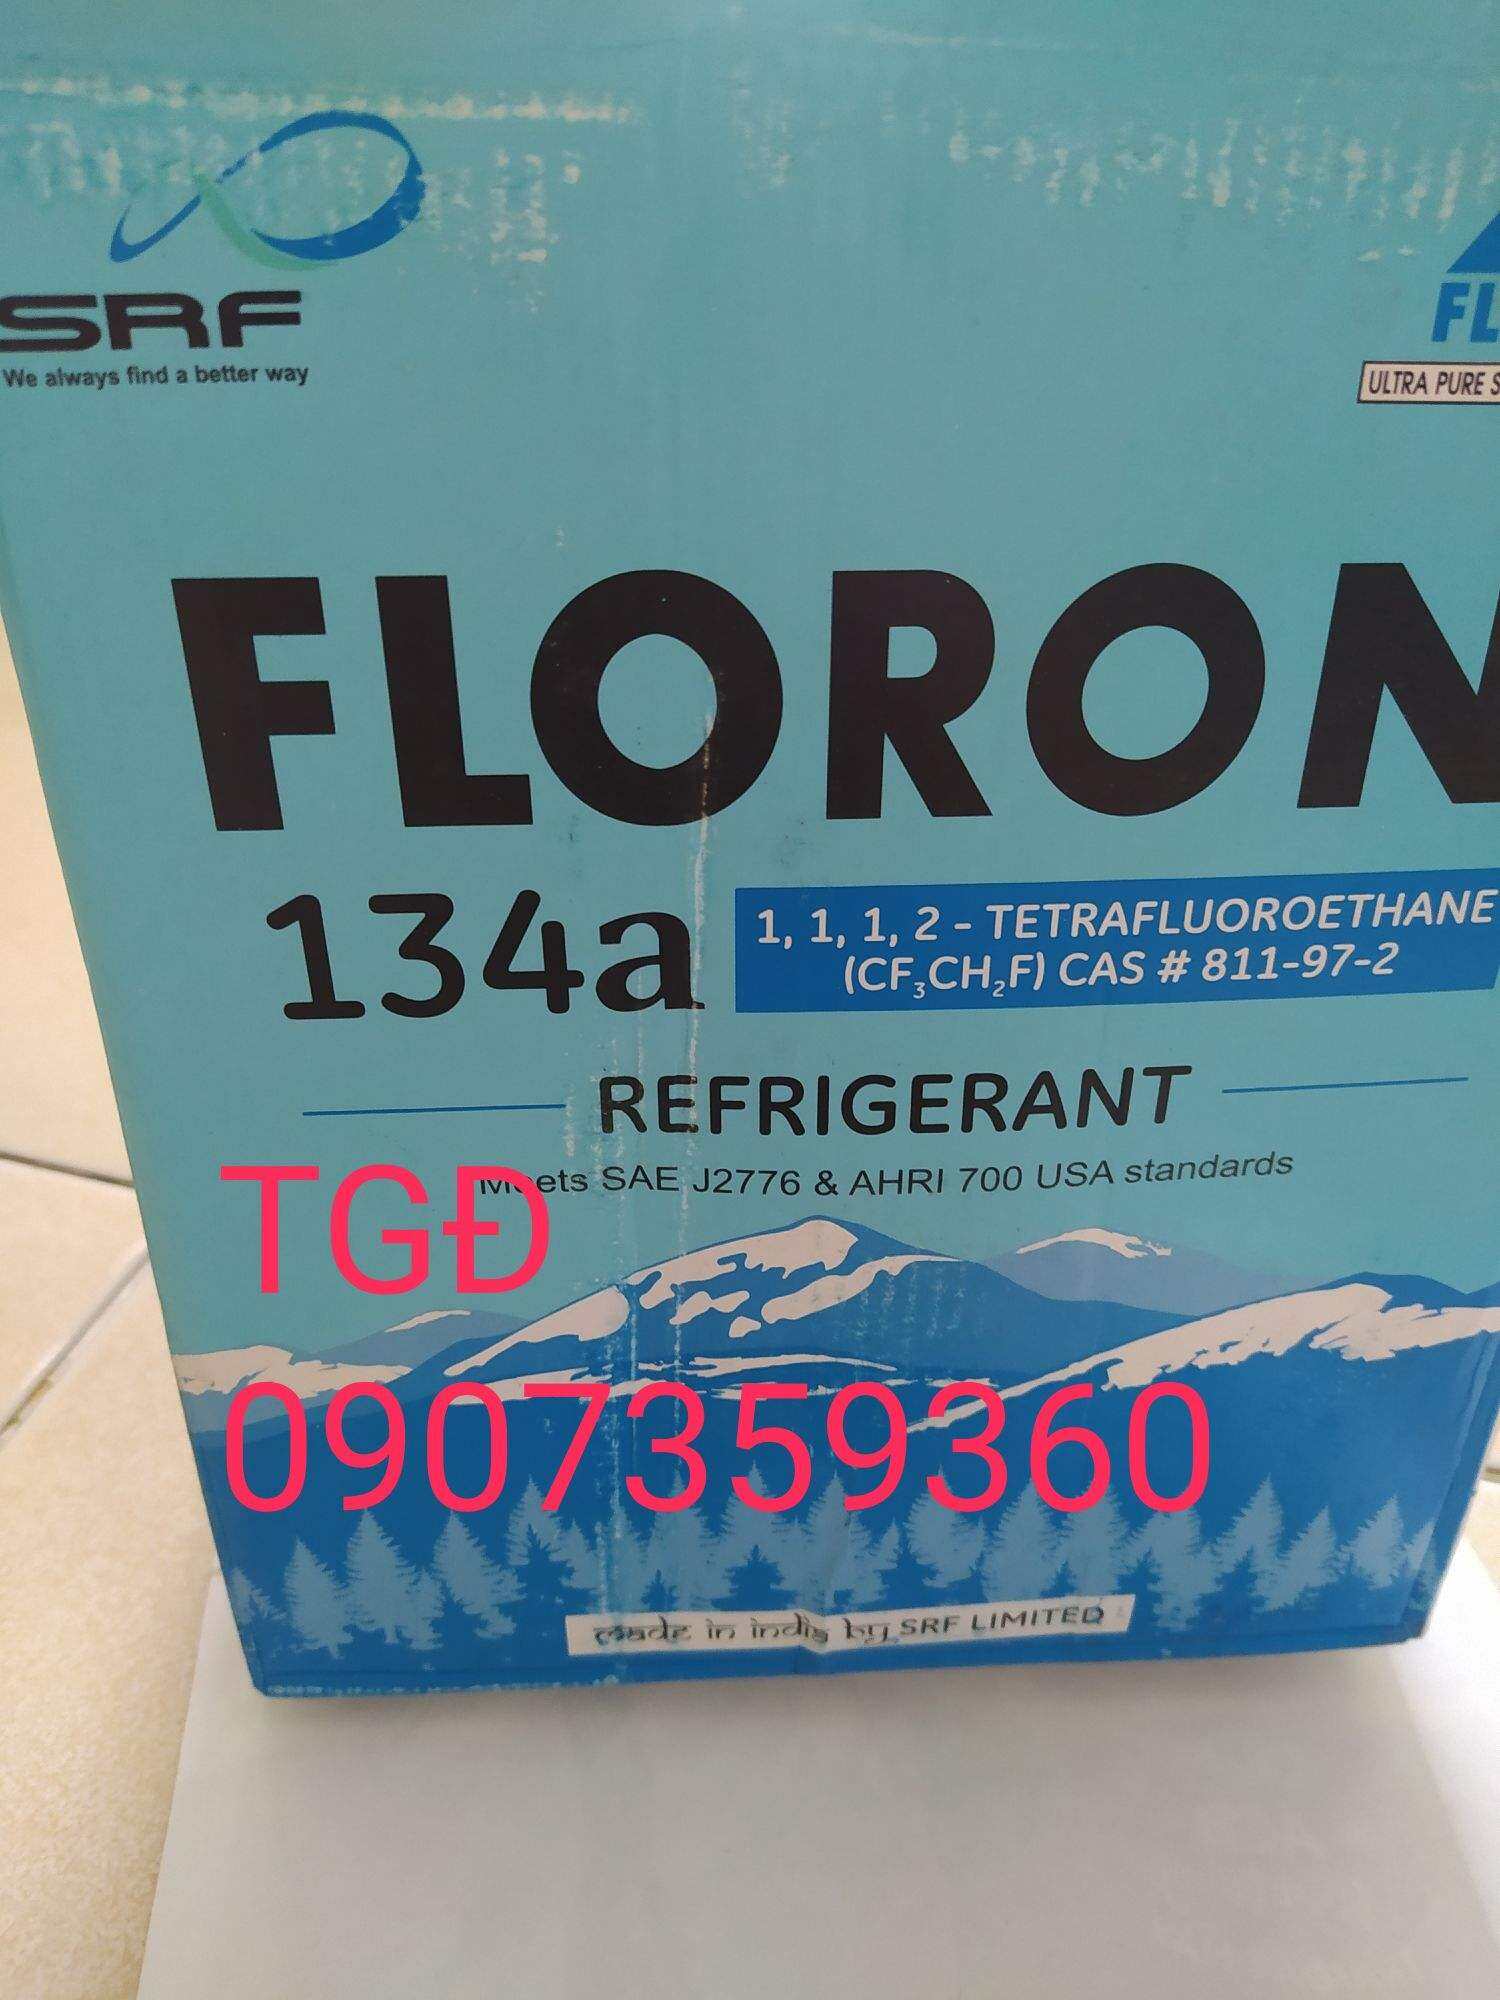 SRF
We always find a better way
FL
ULTRA PURE S
FLORON
134a
1, 1, 1, 2 - TETRAFLUOROETHANE
(CF₃CH₂F) CAS # 811-97-2
REFRIGERANT
Meets SAE J2776 & AHRI 700 USA standards
TGĐ
0907359360
made in india by SRF LIMITED